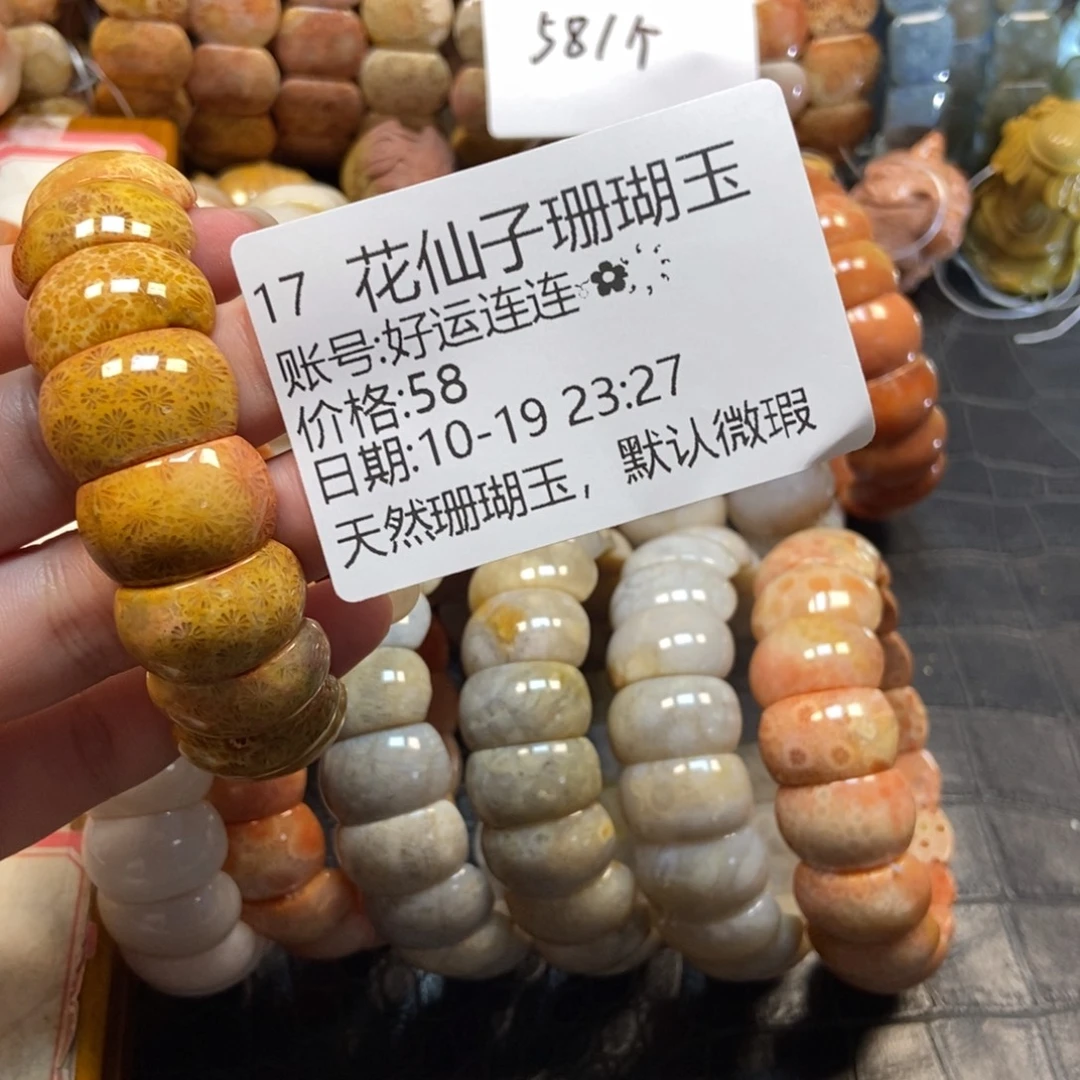 58/个
17 花仙子珊瑚玉
账号:好运连连
价格:58
日期:10-19 23:27
天然珊瑚玉，默认微瑕